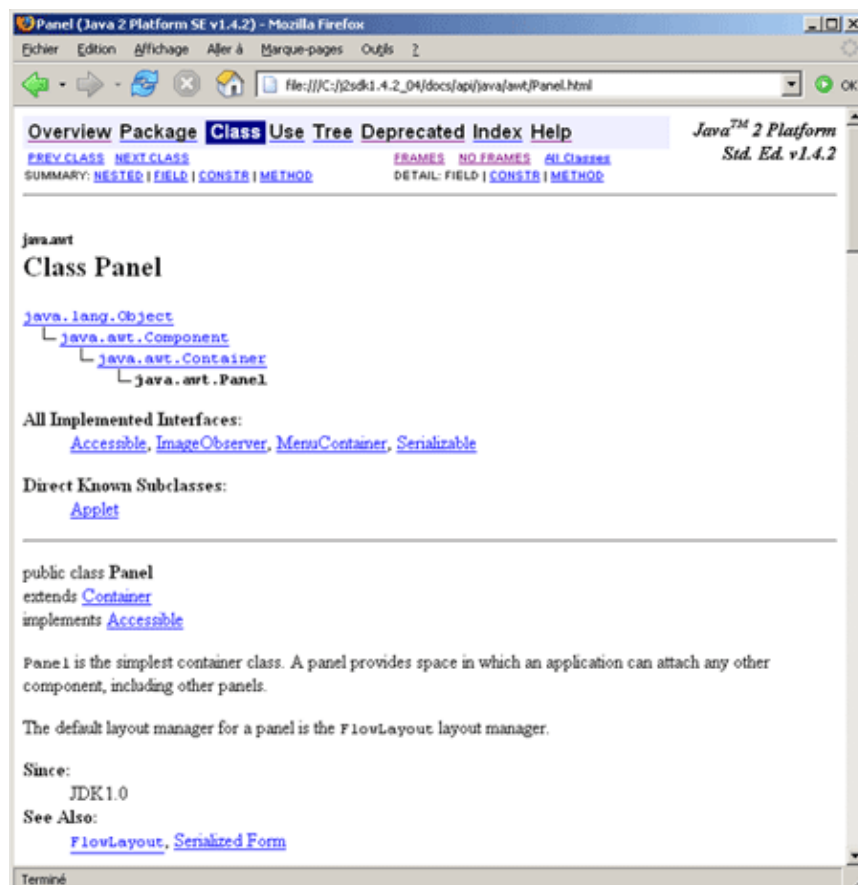 Panel (Java 2 Platform SE v1.4.2) - Mozilla Firefox
Fichier Edition Affichage Aller à Marque-pages Outils ?
file:///C:/j2sdk1.4.2_04/docs/api/java/awt/Panel.html OK
Overview Package Class Use Tree Deprecated Index Help
Java™ 2 Platform
Std. Ed. v1.4.2
PREV CLASS NEXT CLASS FRAMES NO FRAMES All Classes
SUMMARY: NESTED | FIELD | CONSTR | METHOD DETAIL: FIELD | CONSTR | METHOD
java.awt
Class Panel
java.lang.Object
java.awt.Component
java.awt.Container
java.awt.Panel
All Implemented Interfaces:
Accessible, ImageObserver, MenuContainer, Serializable
Direct Known Subclasses:
Applet
public class Panel
extends Container
implements Accessible
Panel is the simplest container class. A panel provides space in which an application can attach any other
component, including other panels.
The default layout manager for a panel is the FlowLayout layout manager.
Since:
JDK1.0
See Also:
FlowLayout, Serialized Form
Terminé